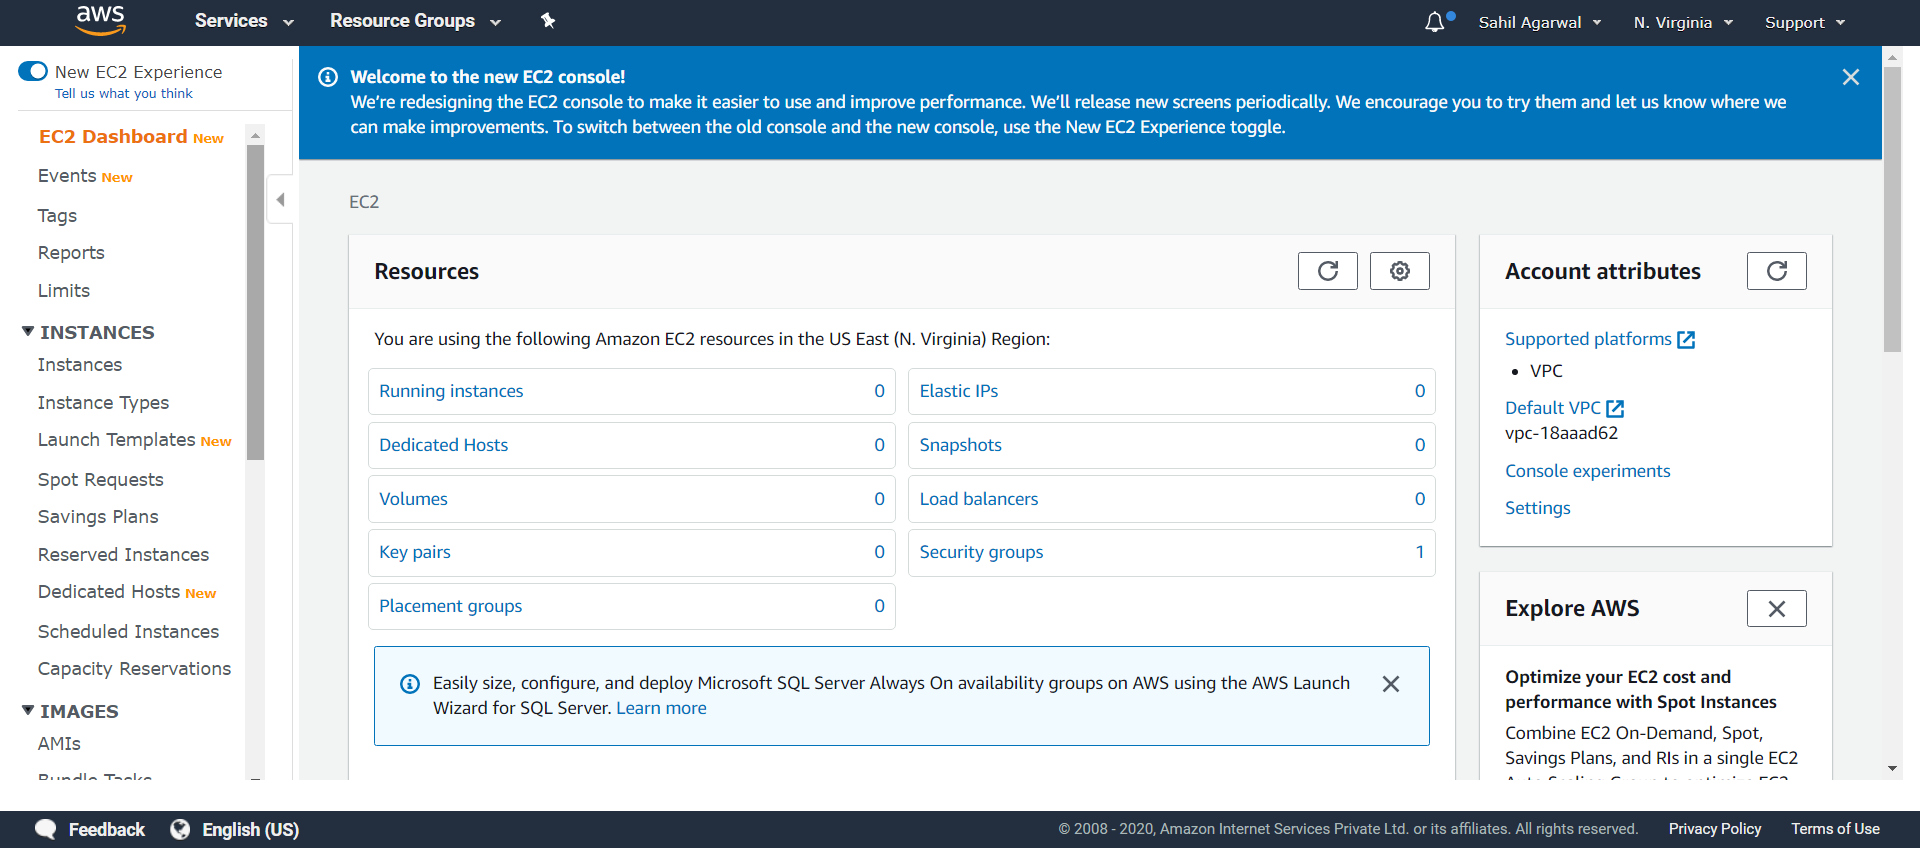 aws
Services
Resource Groups
Sahil Agarwal
N. Virginia
Support
New EC2 Experience
Tell us what you think
EC2 Dashboard New
Events New
Tags
Reports
Limits
INSTANCES
Instances
Instance Types
Launch Templates New
Spot Requests
Savings Plans
Reserved Instances
Dedicated Hosts New
Scheduled Instances
Capacity Reservations
IMAGES
AMIs
Bundle Tasks
Welcome to the new EC2 console!
We're redesigning the EC2 console to make it easier to use and improve performance. We'll release new screens periodically. We encourage you to try them and let us know where we
can make improvements. To switch between the old console and the new console, use the New EC2 Experience toggle.
EC2
Resources
You are using the following Amazon EC2 resources in the US East (N. Virginia) Region:
Running instances 0
Elastic IPs 0
Dedicated Hosts 0
Snapshots 0
Volumes 0
Load balancers 0
Key pairs 0
Security groups 1
Placement groups 0
Easily size, configure, and deploy Microsoft SQL Server Always On availability groups on AWS using the AWS Launch
Wizard for SQL Server. Learn more
Account attributes
Supported platforms
• VPC
Default VPC
vpc-18aaad62
Console experiments
Settings
Explore AWS
Optimize your EC2 cost and
performance with Spot Instances
Combine EC2 On-Demand, Spot,
Savings Plans, and RIs in a single EC2
Auto Scaling Group to optimize EC2
Feedback
English (US)
© 2008 - 2020, Amazon Internet Services Private Ltd. or its affiliates. All rights reserved.
Privacy Policy
Terms of Use